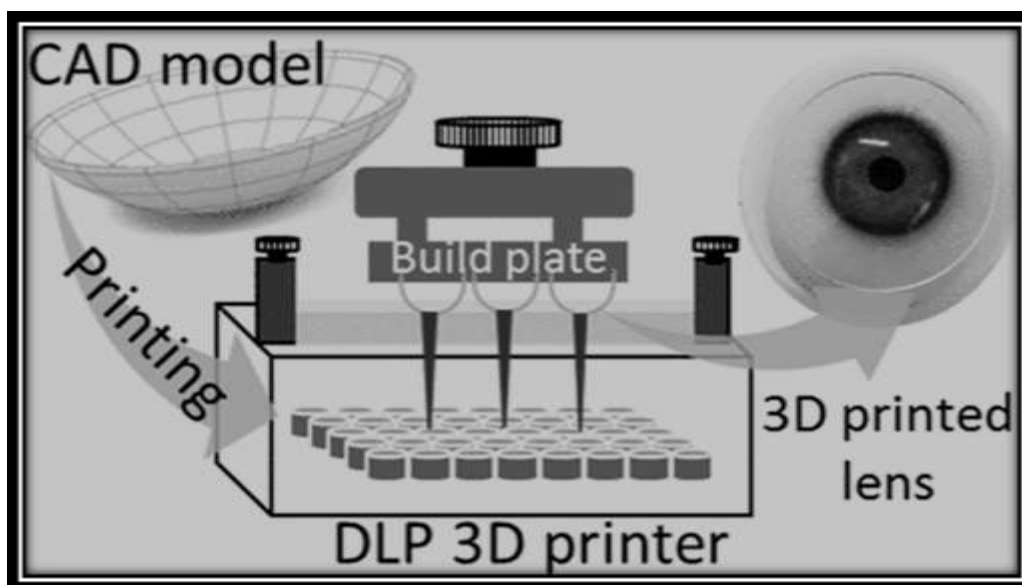 CAD model
Printing
Build plate
3D printed
lens
DLP 3D printer